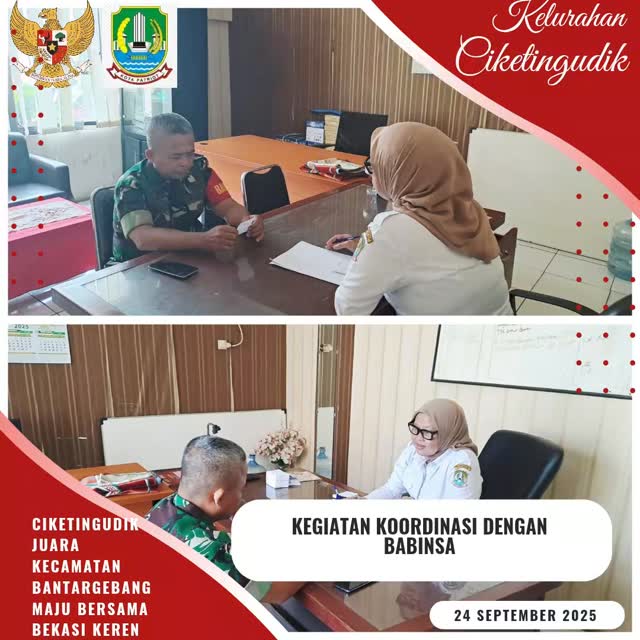 Kelurahan
Ciketingudik
KOTA PATRIOT
2025
KEGIATAN KOORDINASI DENGAN
BABINSA
CIKETINGUDIK
JUARA
KECAMATAN
BANTARGEBANG
MAJU BERSAMA
BEKASI KEREN
24 SEPTEMBER 2025